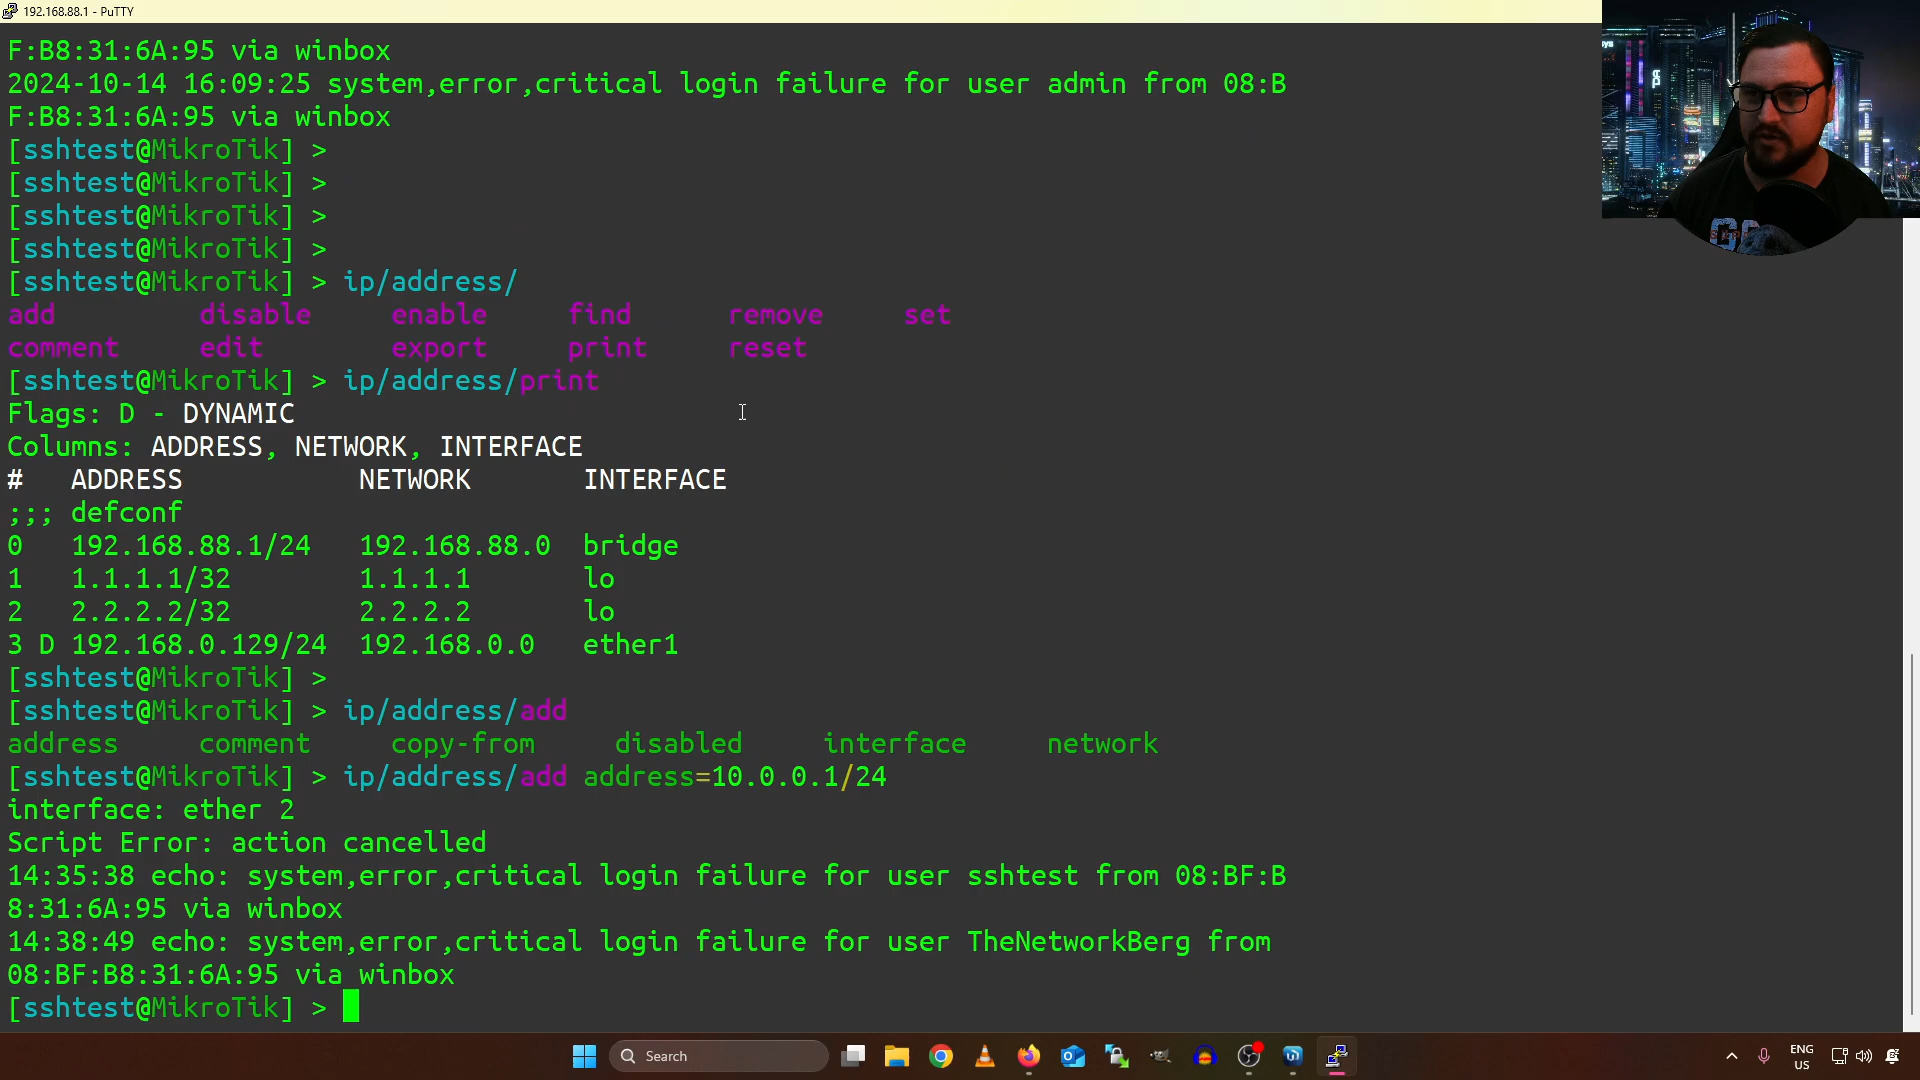 192.168.88.1 - PuTTY
F:B8:31:6A:95 via winbox
2024-10-14 16:09:25 system,error,critical login failure for user admin from 08:B
F:B8:31:6A:95 via winbox
[sshtest@MikroTik] >
[sshtest@MikroTik] >
[sshtest@MikroTik] >
[sshtest@MikroTik] >
[sshtest@MikroTik] > ip/address/
add disable enable find remove set
comment edit export print reset
[sshtest@MikroTik] > ip/address/print
Flags: D - DYNAMIC
Columns: ADDRESS, NETWORK, INTERFACE
# ADDRESS NETWORK INTERFACE
;;; defconf
0 192.168.88.1/24 192.168.88.0 bridge
1 1.1.1.1/32 1.1.1.1 lo
2 2.2.2.2/32 2.2.2.2 lo
3 D 192.168.0.129/24 192.168.0.0 ether1
[sshtest@MikroTik] >
[sshtest@MikroTik] > ip/address/add
address comment copy-from disabled interface network
[sshtest@MikroTik] > ip/address/add address=10.0.0.1/24
interface: ether 2
Script Error: action cancelled
14:35:38 echo: system,error,critical login failure for user sshtest from 08:BF:B
8:31:6A:95 via winbox
14:38:49 echo: system,error,critical login failure for user TheNetworkBerg from
08:BF:B8:31:6A:95 via winbox
[sshtest@MikroTik] >
Search
ENG
US